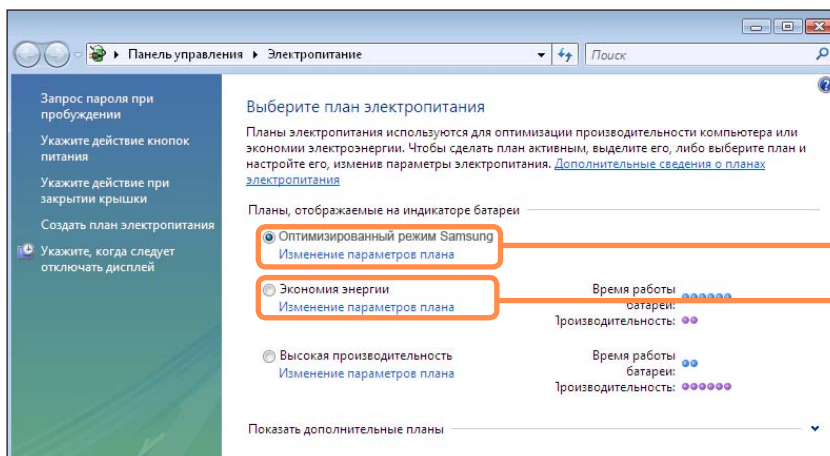 Панель управления ▸ Электропитание
Поиск
Запрос пароля при
пробуждении
Укажите действие кнопок
питания
Укажите действие при
закрытии крышки
Создать план электропитания
Укажите, когда следует
отключать дисплей
Выберите план электропитания
Планы электропитания используются для оптимизации производительности компьютера или
экономии электроэнергии. Чтобы сделать план активным, выделите его, либо выберите план и
настройте его, изменив параметры электропитания. Дополнительные сведения о планах
электропитания
Планы, отображаемые на индикаторе батареи
Оптимизированный режим Samsung
Изменение параметров плана
Экономия энергии
Изменение параметров плана
Время работы
батареи:
Производительность:
Высокая производительность
Изменение параметров плана
Время работы
батареи:
Производительность:
Показать дополнительные планы